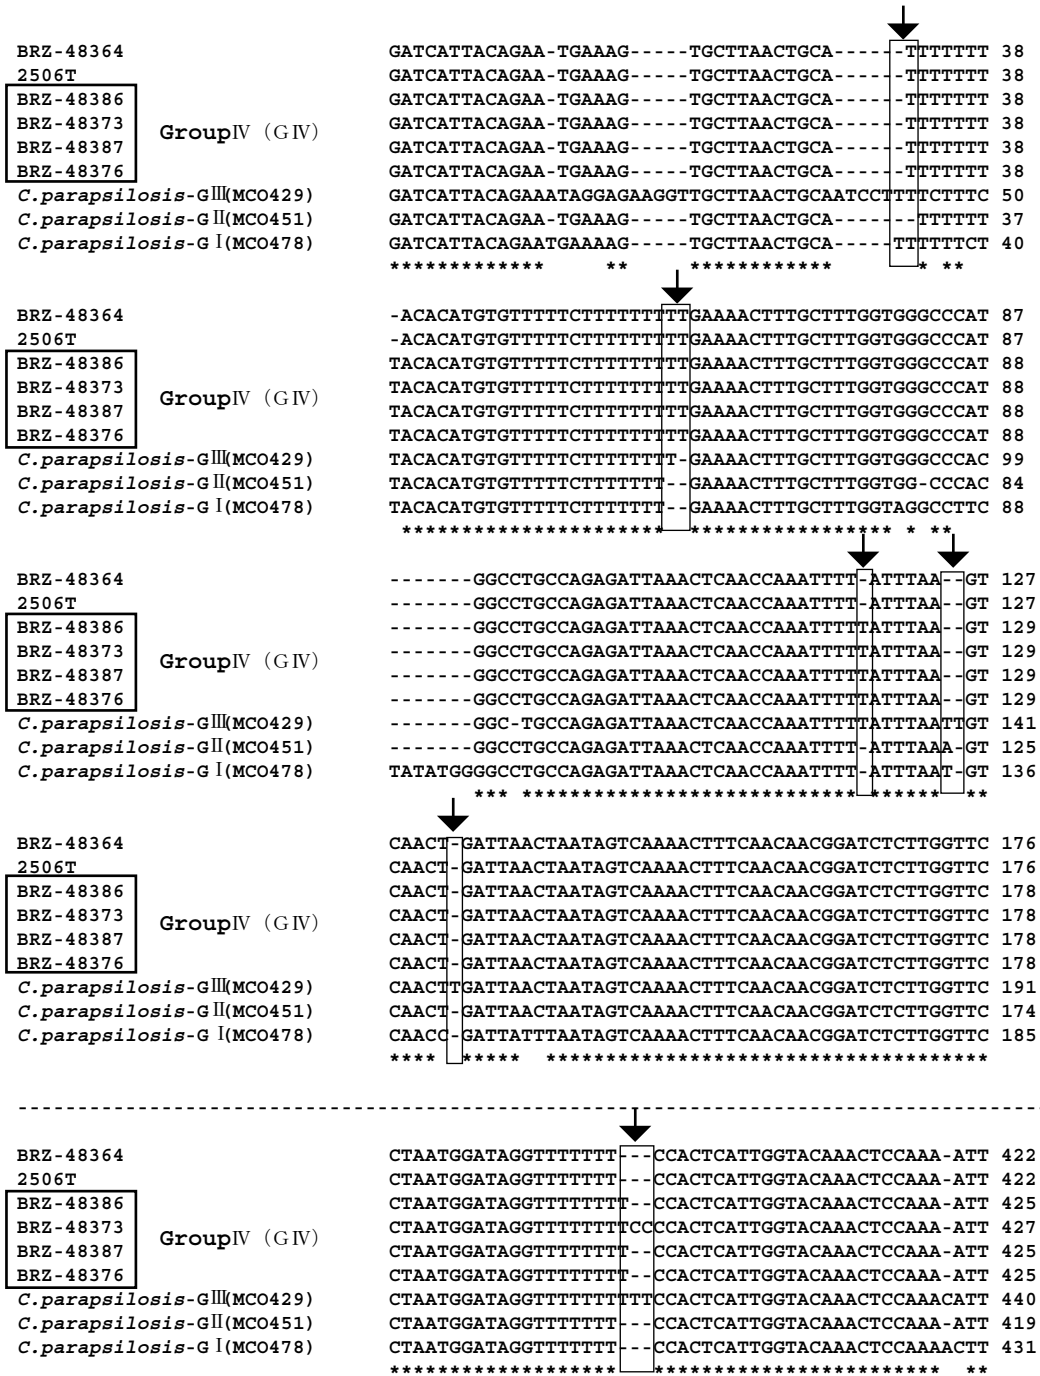 BRZ-48364 GATCATTACAGAA-TGAAAG-----TGCTTAACTGCA------TTTTTTT 38
2506T GATCATTACAGAA-TGAAAG-----TGCTTAACTGCA------TTTTTTT 38
BRZ-48386 GATCATTACAGAA-TGAAAG-----TGCTTAACTGCA------TTTTTTT 38
BRZ-48373 GroupⅣ (GⅣ) GATCATTACAGAA-TGAAAG-----TGCTTAACTGCA------TTTTTTT 38
BRZ-48387 GATCATTACAGAA-TGAAAG-----TGCTTAACTGCA------TTTTTTT 38
BRZ-48376 GATCATTACAGAA-TGAAAG-----TGCTTAACTGCA------TTTTTTT 38
C.parapsilosis-GⅢ(MCO429) GATCATTACAGAAATAGGAGAAGGTTGCTTAACTGCAATCCTTTTCTTTC 50
C.parapsilosis-GⅡ(MCO451) GATCATTACAGAA-TGAAAG-----TGCTTAACTGCA-------TTTTTT 37
C.parapsilosis-GⅠ(MCO478) GATCATTACAGAATGAAAAG-----TGCTTAACTGCA-----TTTTTTCT 40
*************     **     ************       * **
BRZ-48364 -ACACATGTGTTTTTCTTTTTTTTTGAAAACTTTGCTTTGGTGGGCCCAT 87
2506T -ACACATGTGTTTTTCTTTTTTTTTGAAAACTTTGCTTTGGTGGGCCCAT 87
BRZ-48386 TACACATGTGTTTTTCTTTTTTTTTGAAAACTTTGCTTTGGTGGGCCCAT 88
BRZ-48373 GroupⅣ (GⅣ) TACACATGTGTTTTTCTTTTTTTTTGAAAACTTTGCTTTGGTGGGCCCAT 88
BRZ-48387 TACACATGTGTTTTTCTTTTTTTTTGAAAACTTTGCTTTGGTGGGCCCAT 88
BRZ-48376 TACACATGTGTTTTTCTTTTTTTTTGAAAACTTTGCTTTGGTGGGCCCAT 88
C.parapsilosis-GⅢ(MCO429) TACACATGTGTTTTTCTTTTTTTT-GAAAACTTTGCTTTGGTGGGCCCAC 99
C.parapsilosis-GⅡ(MCO451) TACACATGTGTTTTTCTTTTTTT--GAAAACTTTGCTTTGGTGG-CCCAC 84
C.parapsilosis-GⅠ(MCO478) TACACATGTGTTTTTCTTTTTTT--GAAAACTTTGCTTTGGTAGGCCTTC 88
**********************  ***************** * **
BRZ-48364 -------GGCCTGCCAGAGATTAAACTCAACCAAATTTT-ATTTAA--GT 127
2506T -------GGCCTGCCAGAGATTAAACTCAACCAAATTTT-ATTTAA--GT 127
BRZ-48386 -------GGCCTGCCAGAGATTAAACTCAACCAAATTTTTATTTAA--GT 129
BRZ-48373 GroupⅣ (GⅣ) -------GGCCTGCCAGAGATTAAACTCAACCAAATTTTTATTTAA--GT 129
BRZ-48387 -------GGCCTGCCAGAGATTAAACTCAACCAAATTTTTATTTAA--GT 129
BRZ-48376 -------GGCCTGCCAGAGATTAAACTCAACCAAATTTTTATTTAA--GT 129
C.parapsilosis-GⅢ(MCO429) -------GGC-TGCCAGAGATTAAACTCAACCAAATTTTTATTTAATTGT 141
C.parapsilosis-GⅡ(MCO451) -------GGCCTGCCAGAGATTAAACTCAACCAAATTTT-ATTTAAA-GT 125
C.parapsilosis-GⅠ(MCO478) TATATGGGGCCTGCCAGAGATTAAACTCAACCAAATTTT-ATTTAAT-GT 136
*** **************************** ******  **
BRZ-48364 CAACT-GATTAACTAATAGTCAAAACTTTCAACAACGGATCTCTTGGTTC 176
2506T CAACT-GATTAACTAATAGTCAAAACTTTCAACAACGGATCTCTTGGTTC 176
BRZ-48386 CAACT-GATTAACTAATAGTCAAAACTTTCAACAACGGATCTCTTGGTTC 178
BRZ-48373 GroupⅣ (GⅣ) CAACT-GATTAACTAATAGTCAAAACTTTCAACAACGGATCTCTTGGTTC 178
BRZ-48387 CAACT-GATTAACTAATAGTCAAAACTTTCAACAACGGATCTCTTGGTTC 178
BRZ-48376 CAACT-GATTAACTAATAGTCAAAACTTTCAACAACGGATCTCTTGGTTC 178
C.parapsilosis-GⅢ(MCO429) CAACTTGATTAACTAATAGTCAAAACTTTCAACAACGGATCTCTTGGTTC 191
C.parapsilosis-GⅡ(MCO451) CAACT-GATTAACTAATAGTCAAAACTTTCAACAACGGATCTCTTGGTTC 174
C.parapsilosis-GⅠ(MCO478) CAACC-GATTATTTAATAGTCAAAACTTTCAACAACGGATCTCTTGGTTC 185
****  *****  *************************************
BRZ-48364 CTAATGGATAGGTTTTTTT---CCACTCATTGGTACAAACTCCAAA-ATT 422
2506T CTAATGGATAGGTTTTTTT---CCACTCATTGGTACAAACTCCAAA-ATT 422
BRZ-48386 CTAATGGATAGGTTTTTTTT--CCACTCATTGGTACAAACTCCAAA-ATT 425
BRZ-48373 GroupⅣ (GⅣ) CTAATGGATAGGTTTTTTTTCCCCACTCATTGGTACAAACTCCAAA-ATT 427
BRZ-48387 CTAATGGATAGGTTTTTTTT--CCACTCATTGGTACAAACTCCAAA-ATT 425
BRZ-48376 CTAATGGATAGGTTTTTTTT--CCACTCATTGGTACAAACTCCAAA-ATT 425
C.parapsilosis-GⅢ(MCO429) CTAATGGATAGGTTTTTTTTTTCCACTCATTGGTACAAACTCCAAACATT 440
C.parapsilosis-GⅡ(MCO451) CTAATGGATAGGTTTTTTT---CCACTCATTGGTACAAACTCCAAA-ATT 419
C.parapsilosis-GⅠ(MCO478) CTAATGGATAGGTTTTTTT---CCACTCATTGGTACAAACTCCAAAACTT 431
*******************   ************************  **